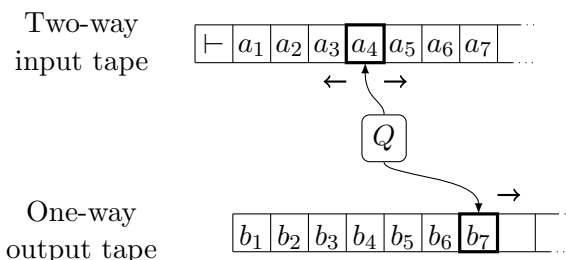 Two-way
input tape
⊢ a₁ a₂ a₃ a₄ a₅ a₆ a₇
Q
One-way
output tape
b₁ b₂ b₃ b₄ b₅ b₆ b₇